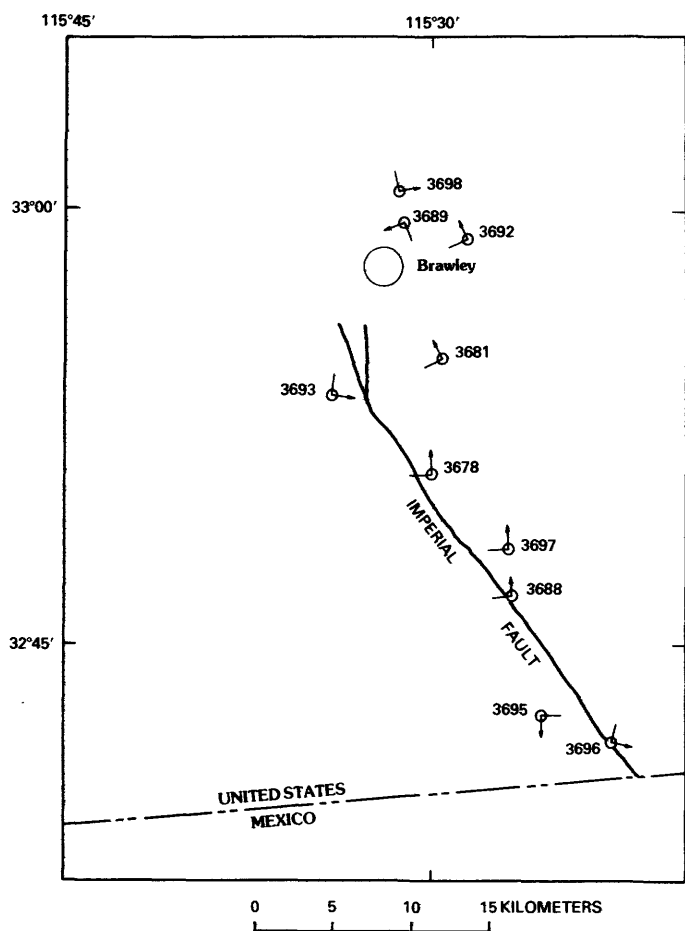 115°45′
115°30′
3698
33°00′
3689
3692
Brawley
3681
3693
3678
IMPERIAL
3697
3688
32°45′
FAULT
3695
3696
UNITED STATES
MEXICO
0 5 10 15 KILOMETERS